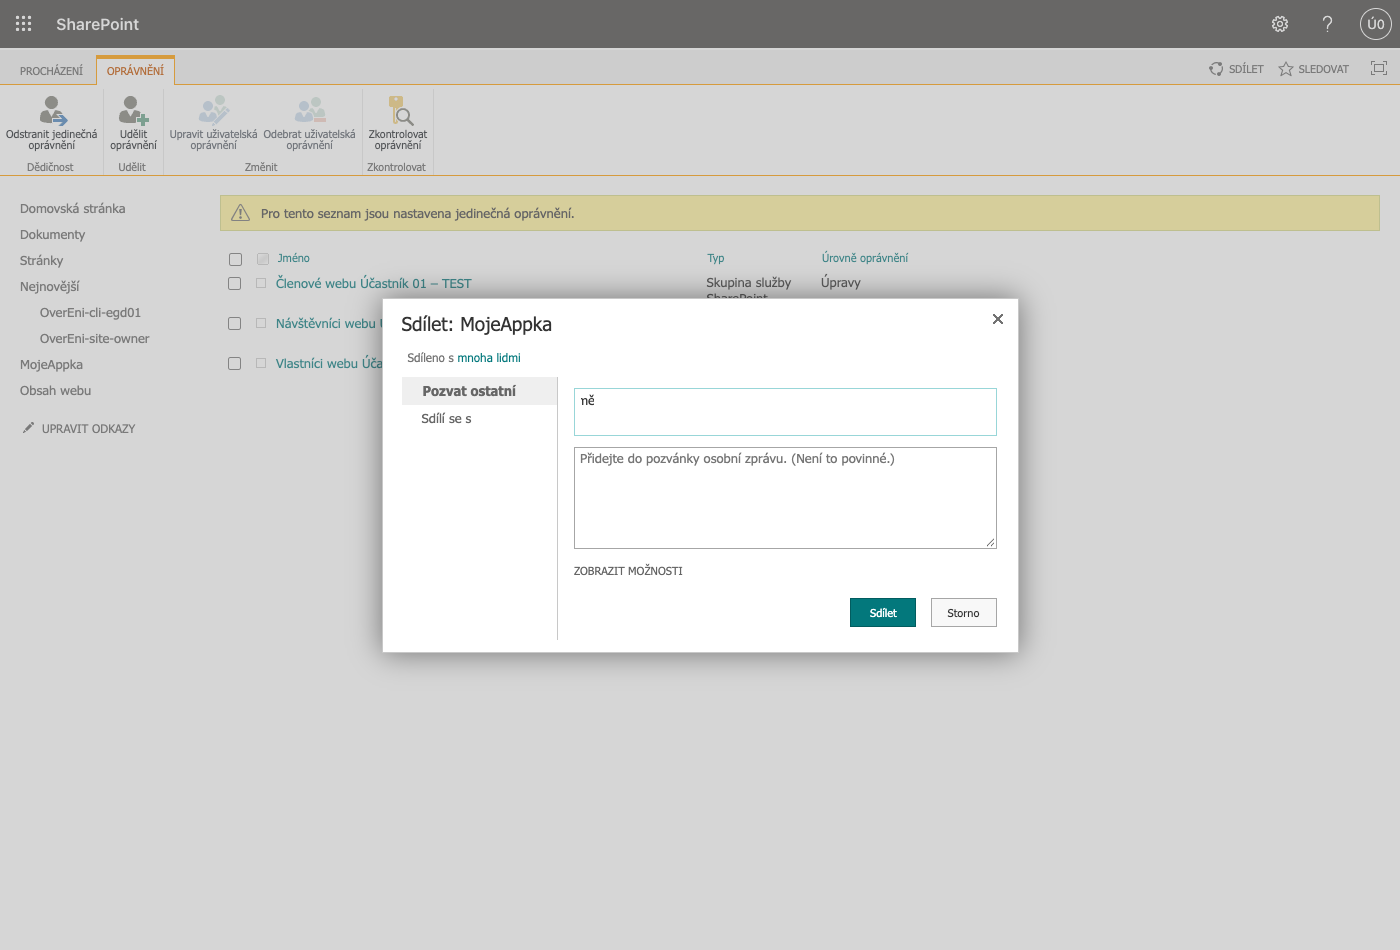 SharePoint
Ú0
PROCHÁZENÍ
OPRÁVNĚNÍ
SDÍLET
SLEDOVAT
Odstranit jedinečná
oprávnění
Udělit
oprávnění
Upravit uživatelská
oprávnění
Odebrat uživatelská
oprávnění
Zkontrolovat
oprávnění
Dědičnost
Udělit
Změnit
Zkontrolovat
Domovská stránka
Dokumenty
Stránky
Nejnovější
OverEni-cli-egd01
OverEni-site-owner
MojeAppka
Obsah webu
UPRAVIT ODKAZY
Pro tento seznam jsou nastavena jedinečná oprávnění.
Jméno
Typ
Úrovně oprávnění
Členové webu Účastník 01 – TEST
Skupina služby
SharePoint
Úpravy
Návštěvníci webu
Vlastníci webu
Sdílet: MojeAppka
Sdíleno s mnoha lidmi
Pozvat ostatní
Sdílí se s
mě
Přidejte do pozvánky osobní zprávu. (Není to povinné.)
ZOBRAZIT MOŽNOSTI
Sdílet
Storno